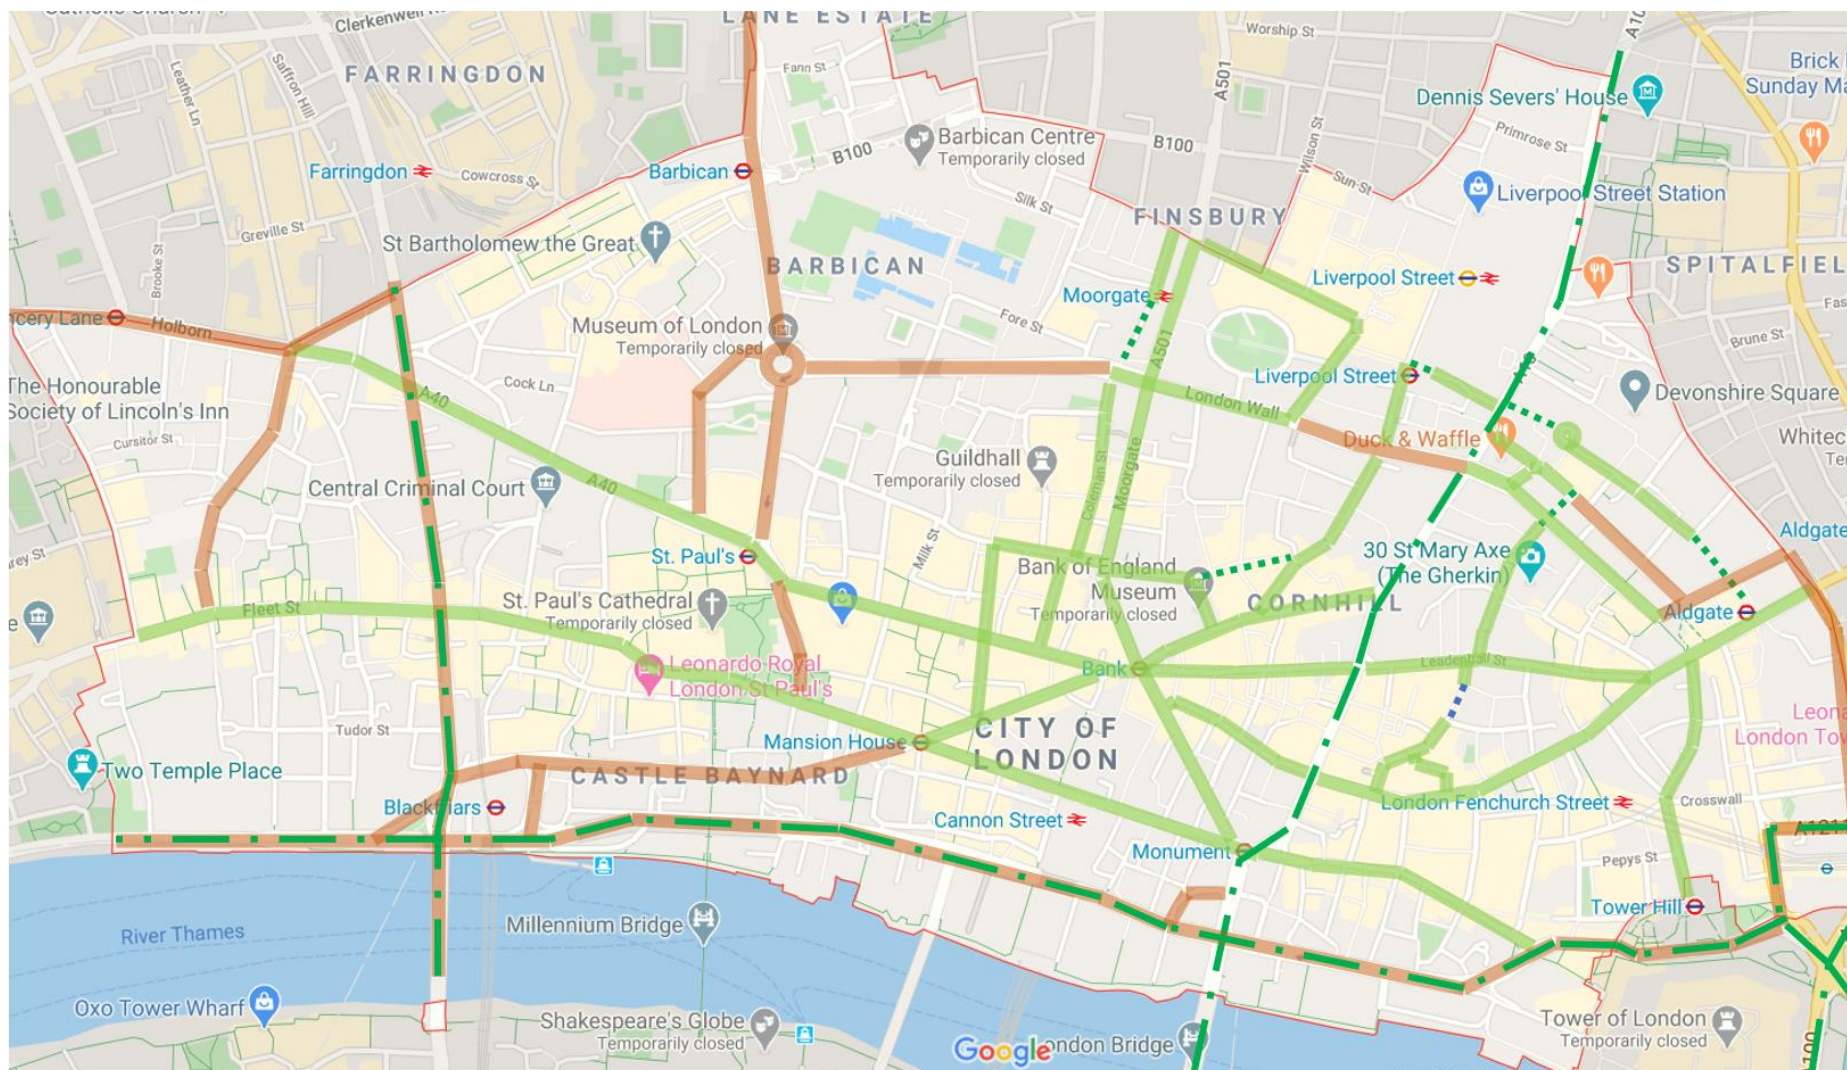 Clerkenwell
LANE ESTATE
Worship St
A501
Brick
Sunday
FARRINGDON
Leather Ln
Saffron Hill
Fann St
Dennis Severs' House
Primrose St
Barbican Centre
Temporarily closed
B100
B100
Wilson St
Farringdon
Cowcross St
Barbican
Sun St
Silk St
Liverpool Street Station
FINSBURY
Greville St
St Bartholomew the Great
Brooke St
BARBICAN
Liverpool Street
SPITALFIEL
Moorgate
Holborn
Museum of London
Temporarily closed
Fore St
A501
Brune St
The Honourable
Society of Lincoln's Inn
Cock Ln
A40
Liverpool Street
London Wall
Devonshire Square
Cursitor St
Duck & Waffle
Guildhall
Temporarily closed
Coleman St
Moorgate
Central Criminal Court
A40
Milk St
St. Paul's
30 St Mary Axe
(The Gherkin)
Aldgate
Bank of England
Museum
Temporarily closed
CORNHILL
Aldgate
Fleet St
St. Paul's Cathedral
Temporarily closed
Leonardo Royal
London St Paul's
Bank
Leadenhall St
Tudor St
Mansion House
CITY OF
LONDON
London
Two Temple Place
CASTLE BAYNARD
Blackfriars
Cannon Street
London Fenchurch Street
Crosswall
Monument
Pepys St
Tower Hill
River Thames
Millennium Bridge
Oxo Tower Wharf
Shakespeare's Globe
Temporarily closed
Google
London Bridge
Tower of London
Temporarily closed